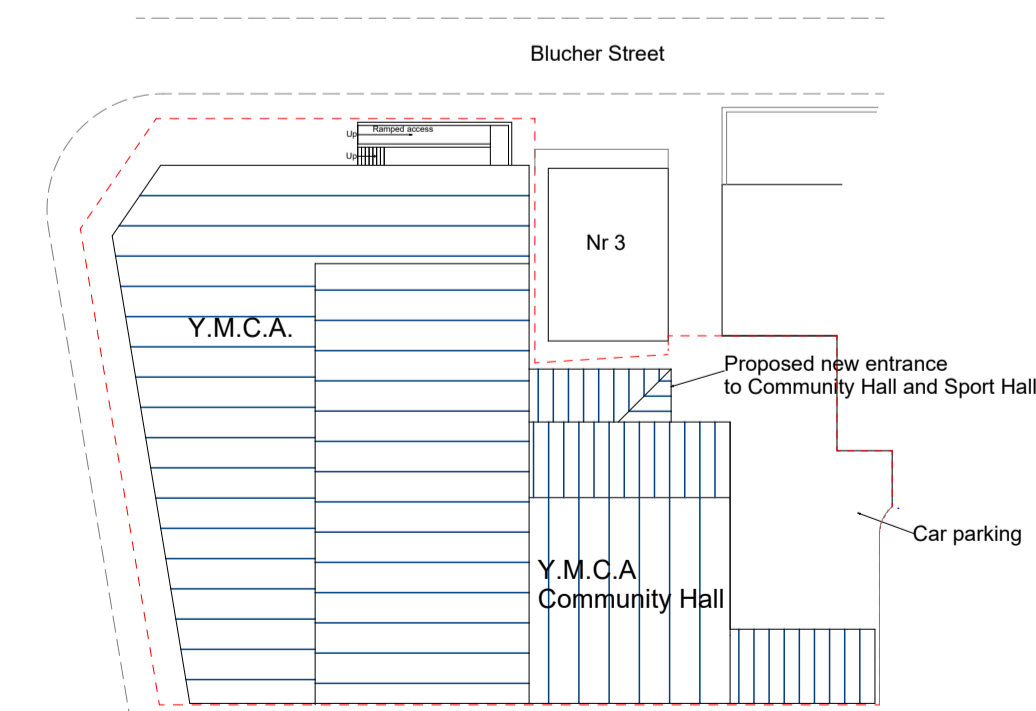 Blucher Street
Ramped access
Up
Up
Nr 3
Y.M.C.A.
Proposed new entrance
to Community Hall and Sport Hall
Car parking
Y.M.C.A
Community Hall